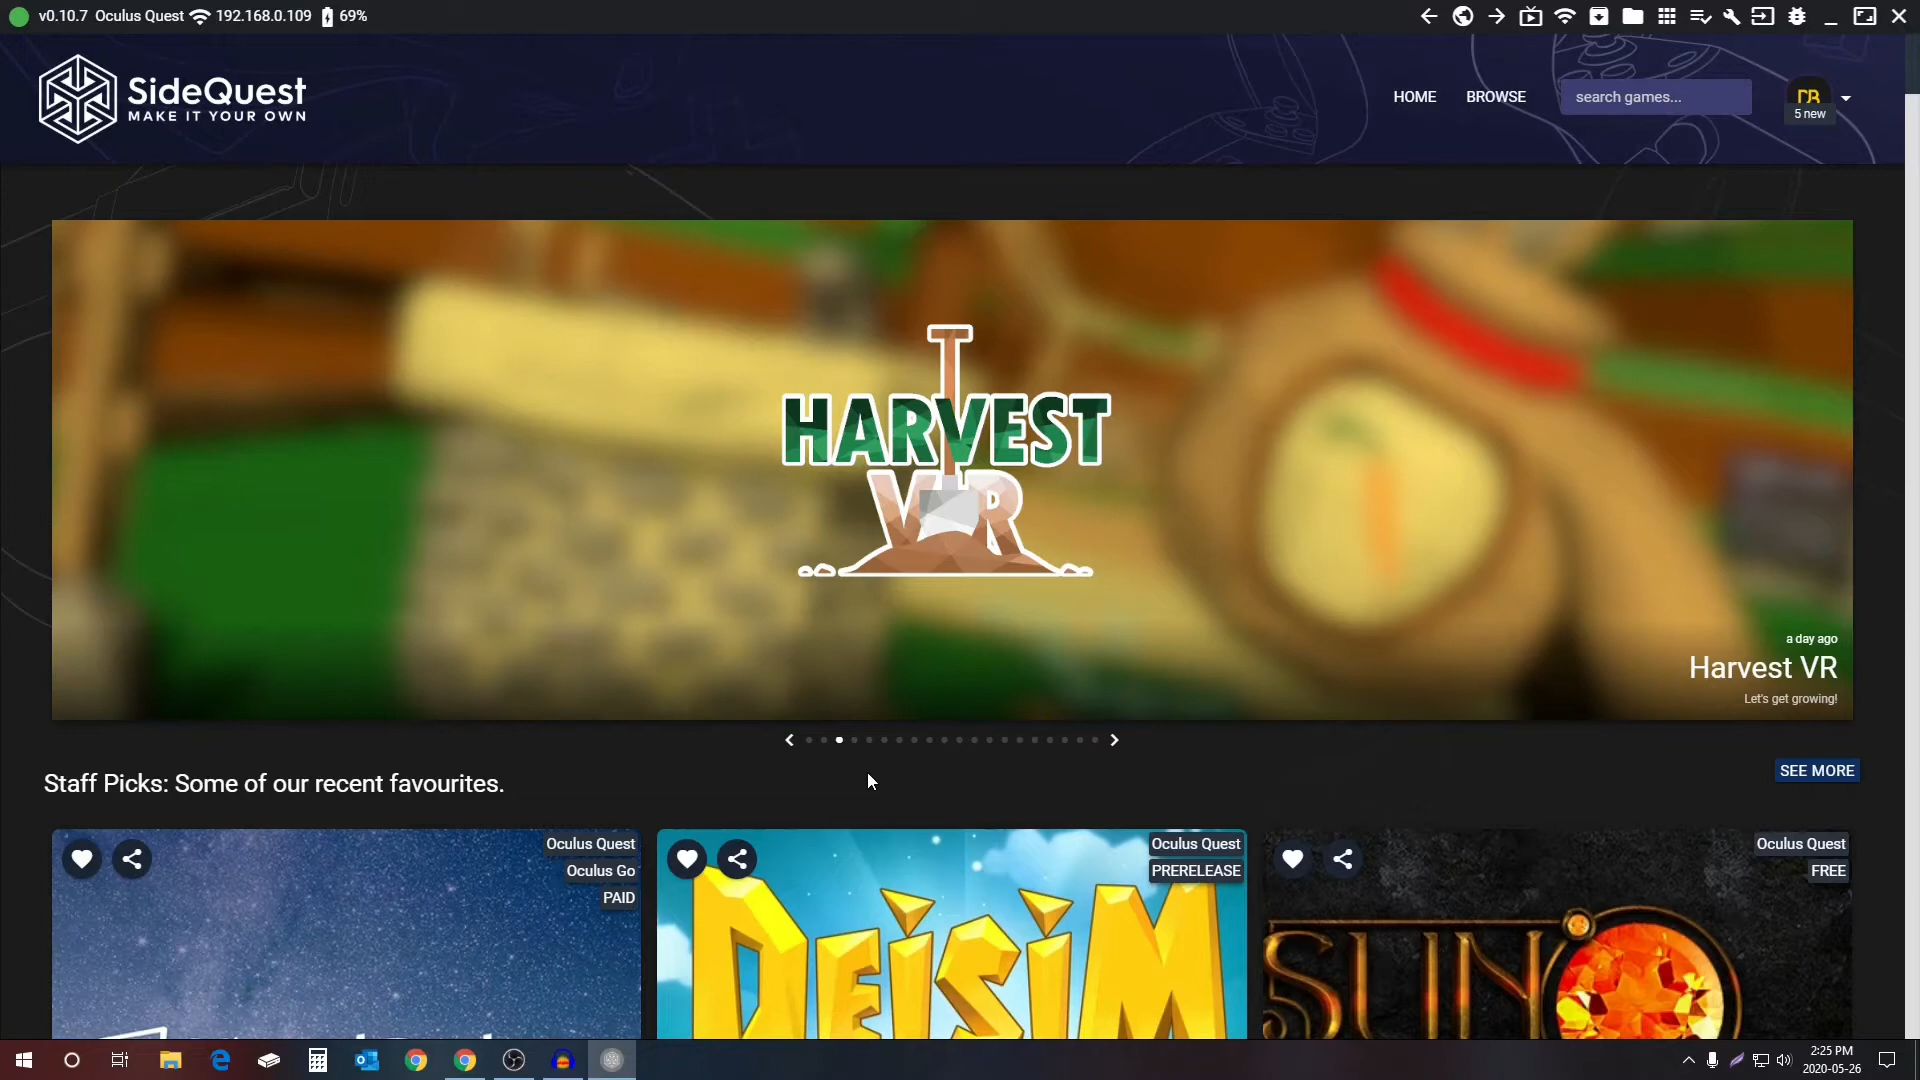 v0.10.7 Oculus Quest 192.168.0.109 69%
SideQuest
MAKE IT YOUR OWN
HOME BROWSE search games...
5 new
HARVEST
VR
a day ago
Harvest VR
Let's get growing!
Staff Picks: Some of our recent favourites.
SEE MORE
Oculus Quest
Oculus Go
PAID
Oculus Quest
PRERELEASE
DEISIM
Oculus Quest
FREE
SUN
2:25 PM
2020-05-26